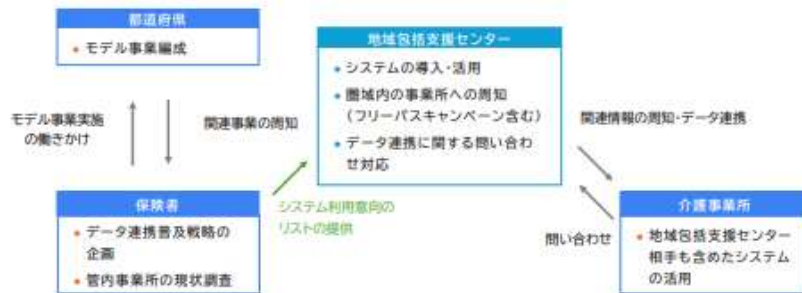 都道府県
• モデル事業編成
モデル事業実施
の働きかけ
関連事業の周知
地域包括支援センター
• システムの導入・活用
•圏域内の事業所への周知
（フリーパスキャンペーン含む）
• データ連携に関する問い合わ
せ対応
関連情報の周知・データ連携
保険者
• データ連携普及戦略の
企画
• 管内事業所の現状調査
システム利用意向の
リストの提供
問い合わせ
介護事業所
• 地域包括支援センター
相手も含めたシステム
の活用